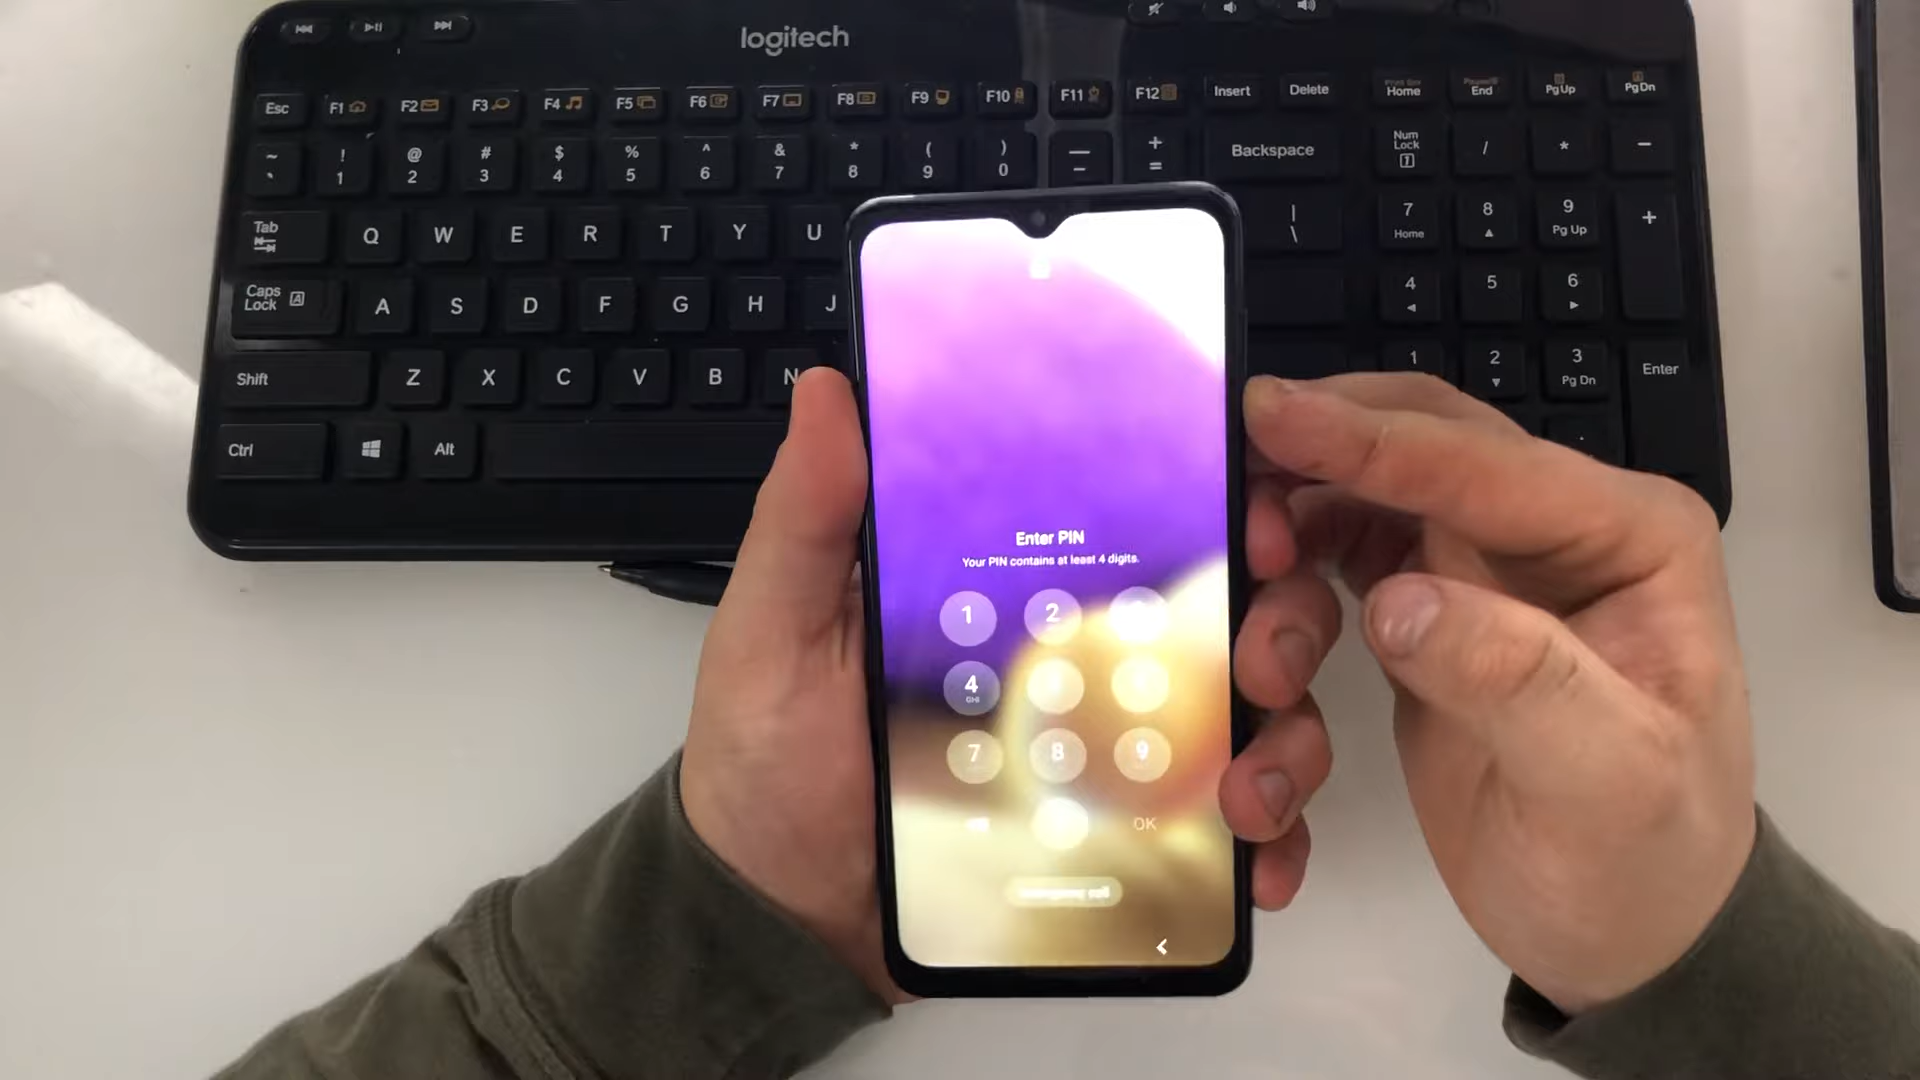 logitech
Esc F1 F2 F3 F4 F5 F6 F7 F8 F9 F10 F11 F12 Insert Delete Home End PgUp PgDn
~ ` ! 1 @ 2 # 3 $ 4 % 5 ^ 6 & 7 * 8 ( 9 ) 0 — - + = Backspace Num Lock / * −
Tab Q W E R T Y U | \ 7 Home 8 9 Pg Up +
Caps Lock A A S D F G H J 4 5 6
Shift Z X C V B N 1 2 3 Pg Dn Enter
Ctrl Alt .
Enter PIN
Your PIN contains at least 4 digits.
1 2
4 GHI
7 8 9
OK